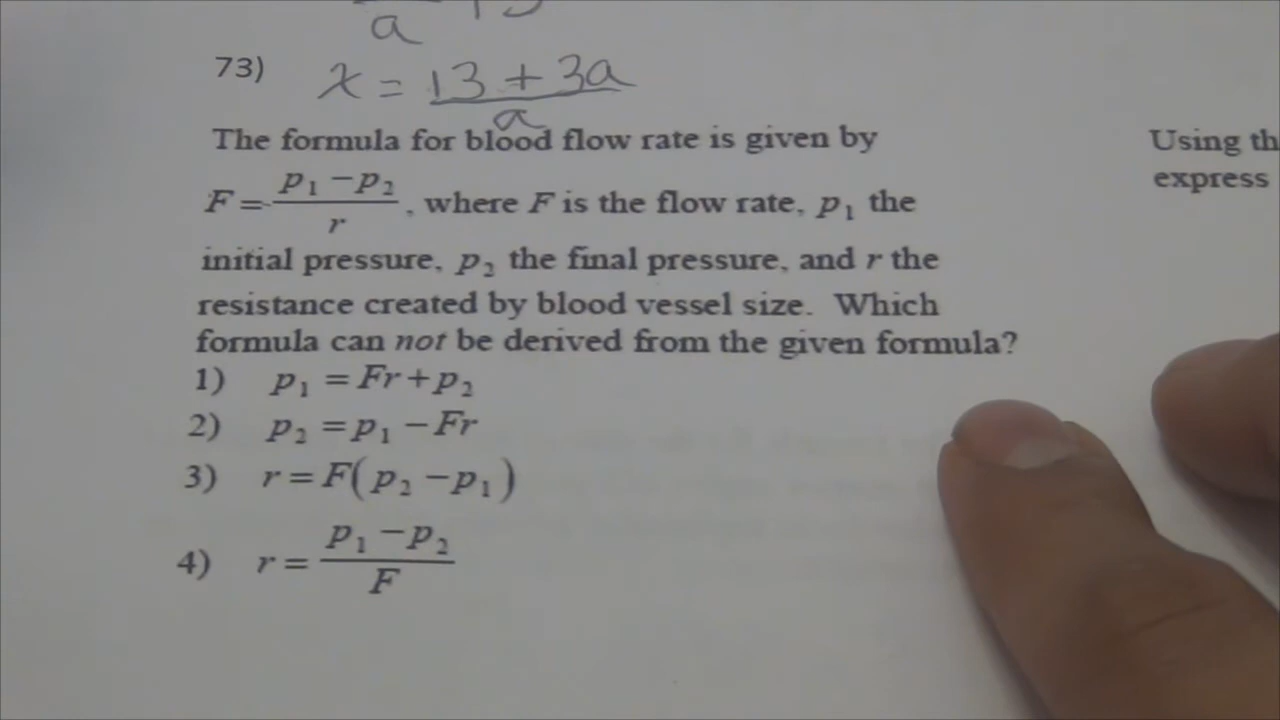 a
73)
x = 13 + 3a
a
The formula for blood flow rate is given by
F = p₁ − p₂ / r , where F is the flow rate, p₁ the
initial pressure, p₂ the final pressure, and r the
resistance created by blood vessel size. Which
formula can not be derived from the given formula?
1) p₁ = Fr + p₂
2) p₂ = p₁ − Fr
3) r = F(p₂ − p₁)
4) r = p₁ − p₂ / F
Using th
express